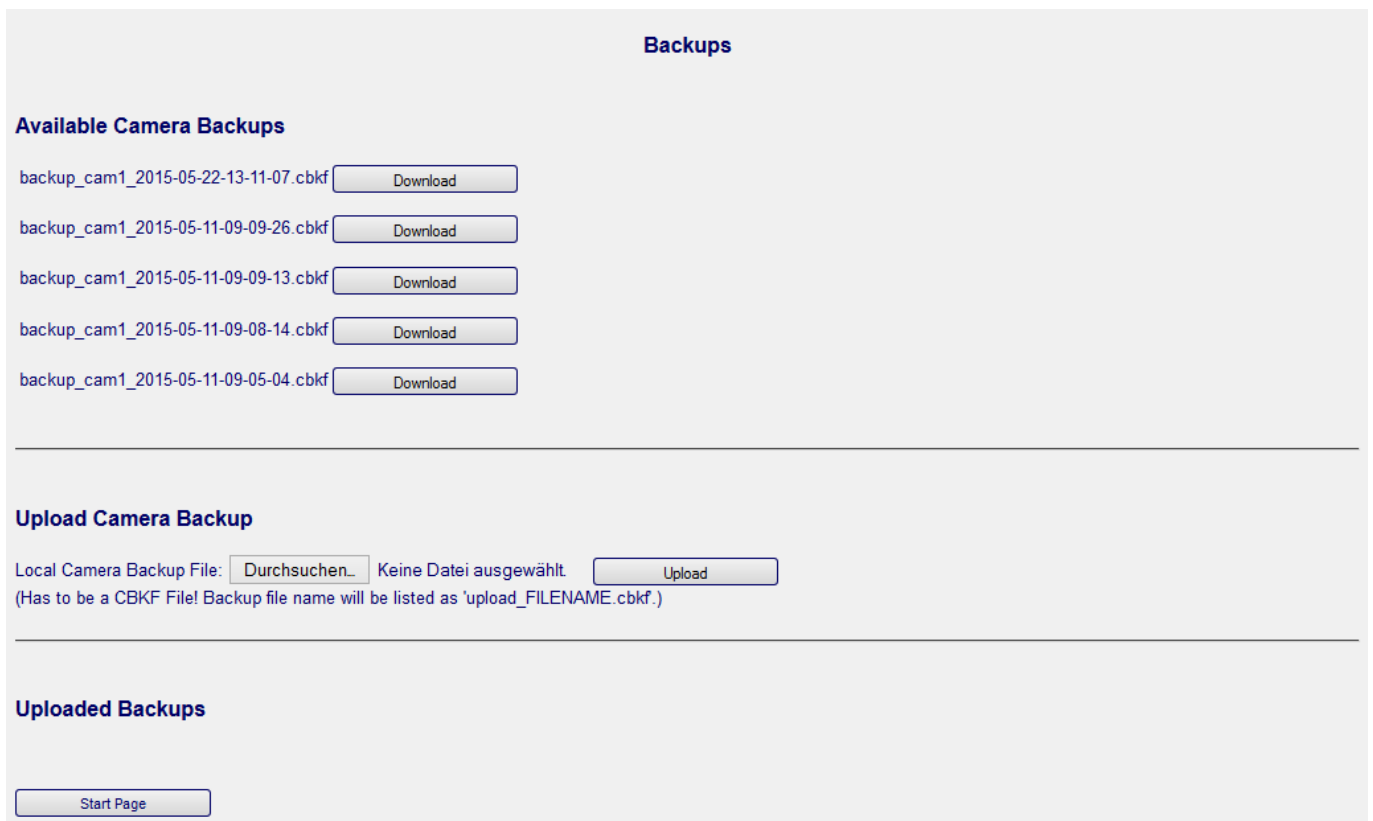 Backups
Available Camera Backups
backup_cam1_2015-05-22-13-11-07.cbkf Download
backup_cam1_2015-05-11-09-09-26.cbkf Download
backup_cam1_2015-05-11-09-09-13.cbkf Download
backup_cam1_2015-05-11-09-08-14.cbkf Download
backup_cam1_2015-05-11-09-05-04.cbkf Download
Upload Camera Backup
Local Camera Backup File: Durchsuchen... Keine Datei ausgewählt. Upload
(Has to be a CBKF File! Backup file name will be listed as 'upload_FILENAME.cbkf'.)
Uploaded Backups
Start Page